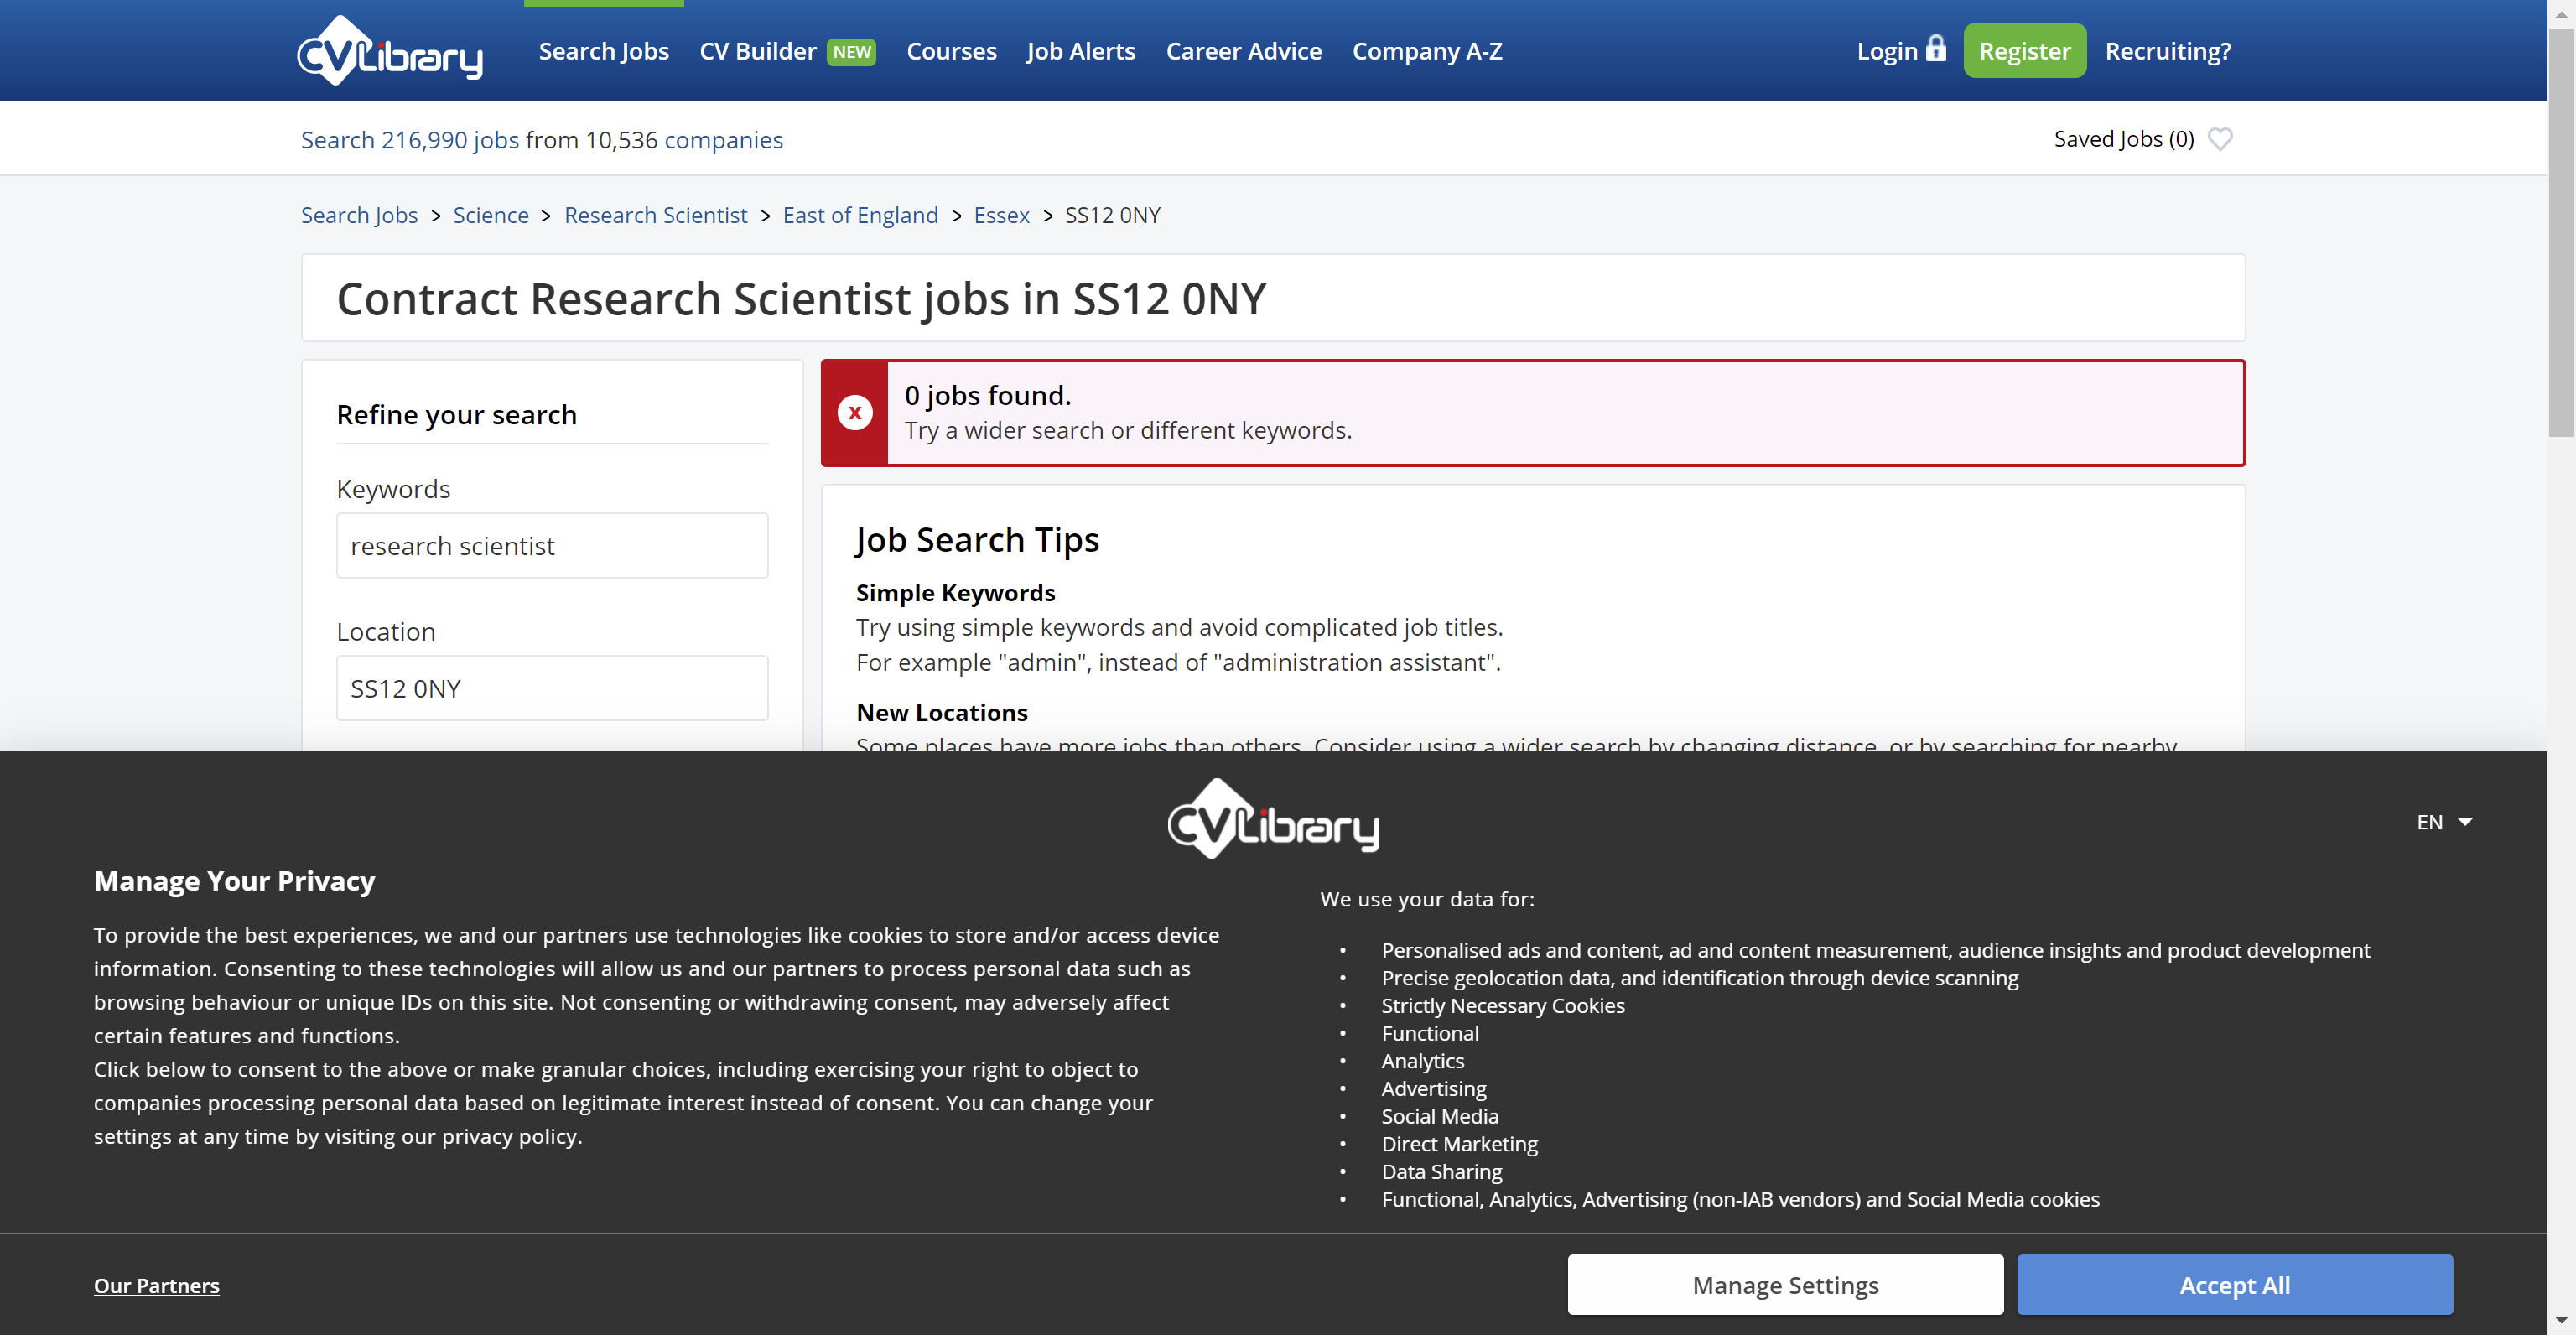 CVLibrary
Search Jobs
CV Builder NEW
Courses
Job Alerts
Career Advice
Company A-Z
Login
Register
Recruiting?
Search 216,990 jobs from 10,536 companies
Saved Jobs (0)
Search Jobs > Science > Research Scientist > East of England > Essex > SS12 0NY
Contract Research Scientist jobs in SS12 0NY
Refine your search
Keywords
research scientist
Location
SS12 0NY
x
0 jobs found.
Try a wider search or different keywords.
Job Search Tips
Simple Keywords
Try using simple keywords and avoid complicated job titles.
For example "admin", instead of "administration assistant".
New Locations
Some places have more jobs than others. Consider using a wider search by changing distance, or by searching for nearby
CVLibrary
EN
Manage Your Privacy
To provide the best experiences, we and our partners use technologies like cookies to store and/or access device
information. Consenting to these technologies will allow us and our partners to process personal data such as
browsing behaviour or unique IDs on this site. Not consenting or withdrawing consent, may adversely affect
certain features and functions.
Click below to consent to the above or make granular choices, including exercising your right to object to
companies processing personal data based on legitimate interest instead of consent. You can change your
settings at any time by visiting our privacy policy.
We use your data for:
• Personalised ads and content, ad and content measurement, audience insights and product development
• Precise geolocation data, and identification through device scanning
• Strictly Necessary Cookies
• Functional
• Analytics
• Advertising
• Social Media
• Direct Marketing
• Data Sharing
• Functional, Analytics, Advertising (non-IAB vendors) and Social Media cookies
Our Partners
Manage Settings
Accept All